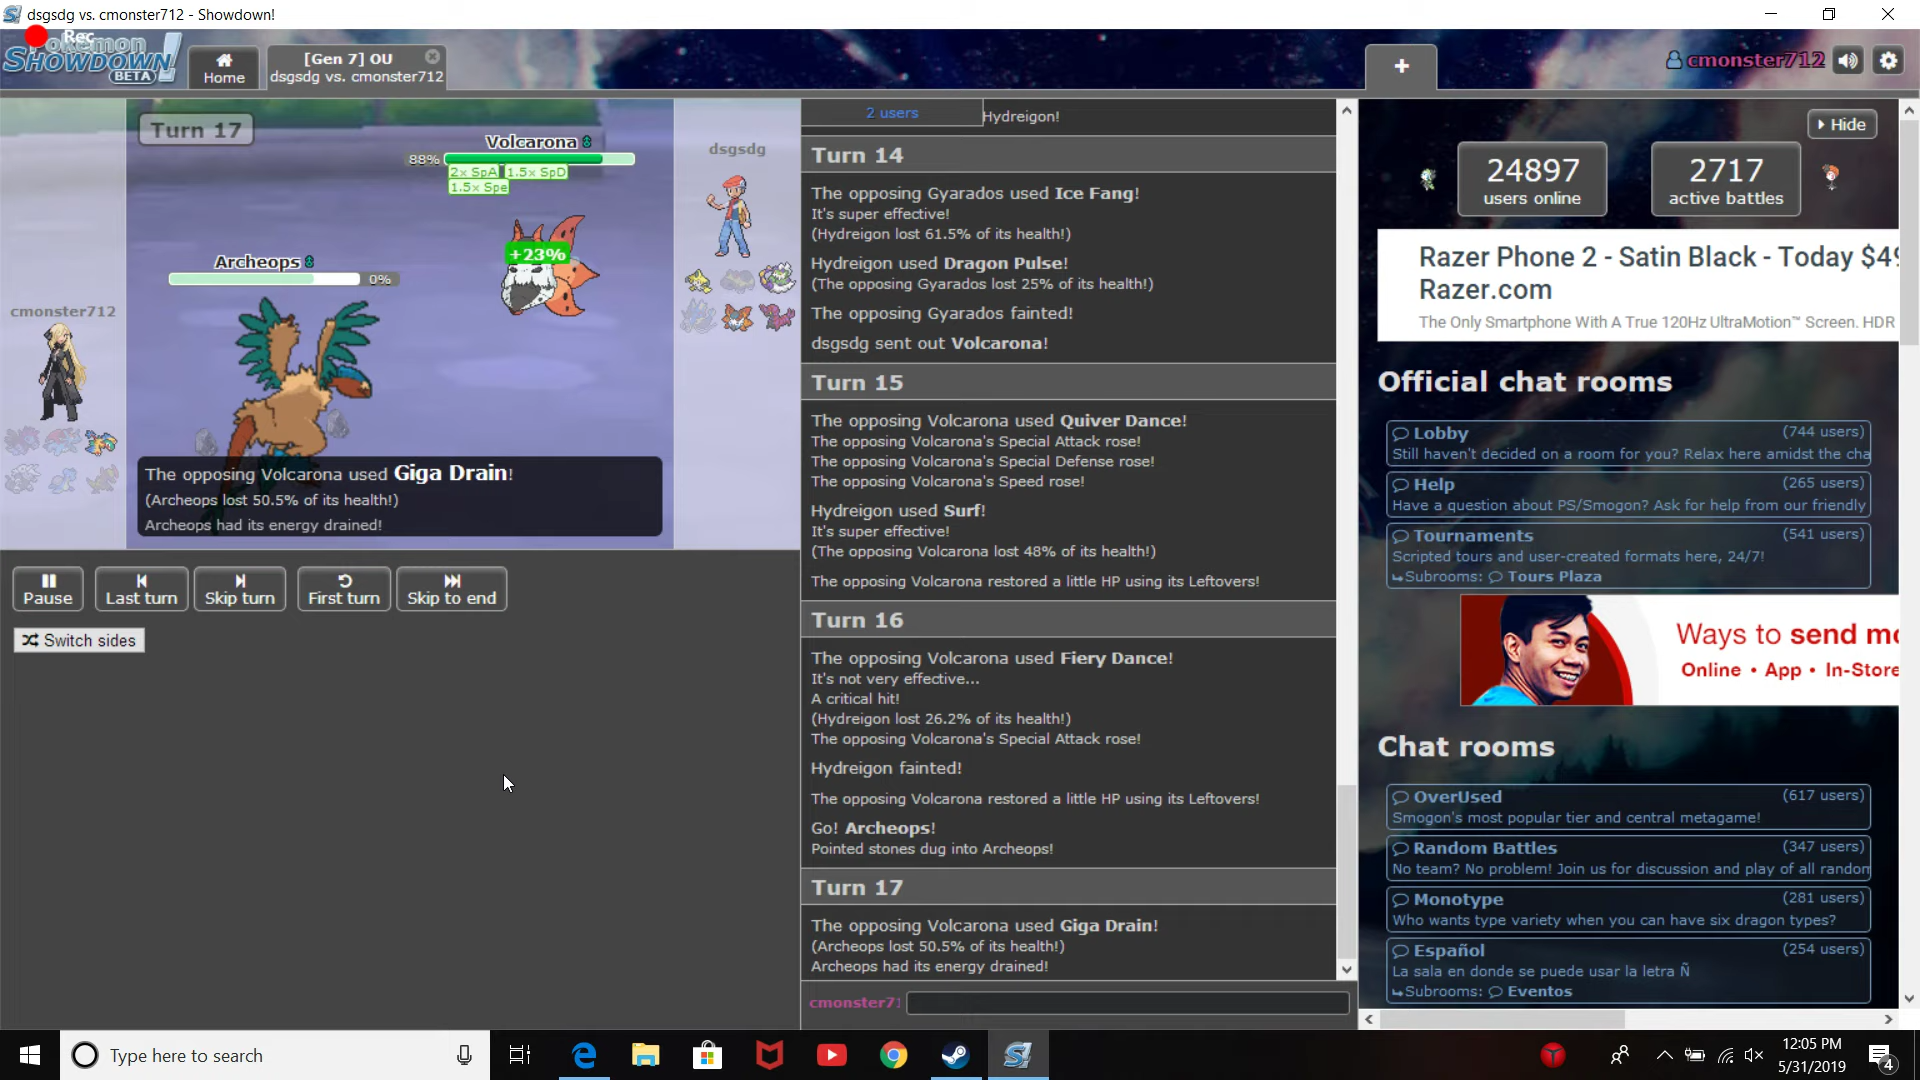 dsgsdg vs. cmonster712 - Showdown!
Rec
Pokémon
SHOWDOWN!
BETA
Home
[Gen 7] OU
dsgsdg vs. cmonster712
+
cmonster712
Turn 17
Volcarona
88%
2x SpA 1.5x SpD
1.5x Spe
+23%
Archeops
0%
cmonster712
dsgsdg
The opposing Volcarona used Giga Drain!
(Archeops lost 50.5% of its health!)
Archeops had its energy drained!
Pause
Last turn
Skip turn
First turn
Skip to end
Switch sides
2 users
Hydreigon!
Turn 14
The opposing Gyarados used Ice Fang!
It's super effective!
(Hydreigon lost 61.5% of its health!)
Hydreigon used Dragon Pulse!
(The opposing Gyarados lost 25% of its health!)
The opposing Gyarados fainted!
dsgsdg sent out Volcarona!
Turn 15
The opposing Volcarona used Quiver Dance!
The opposing Volcarona's Special Attack rose!
The opposing Volcarona's Special Defense rose!
The opposing Volcarona's Speed rose!
Hydreigon used Surf!
It's super effective!
(The opposing Volcarona lost 48% of its health!)
The opposing Volcarona restored a little HP using its Leftovers!
Turn 16
The opposing Volcarona used Fiery Dance!
It's not very effective...
A critical hit!
(Hydreigon lost 26.2% of its health!)
The opposing Volcarona's Special Attack rose!
Hydreigon fainted!
The opposing Volcarona restored a little HP using its Leftovers!
Go! Archeops!
Pointed stones dug into Archeops!
Turn 17
The opposing Volcarona used Giga Drain!
(Archeops lost 50.5% of its health!)
Archeops had its energy drained!
cmonster71
Hide
24897
users online
2717
active battles
Razer Phone 2 - Satin Black - Today $49
Razer.com
The Only Smartphone With A True 120Hz UltraMotion™ Screen. HDR
Official chat rooms
Lobby (744 users)
Still haven't decided on a room for you? Relax here amidst the cha
Help (265 users)
Have a question about PS/Smogon? Ask for help from our friendly
Tournaments (541 users)
Scripted tours and user-created formats here, 24/7!
Subrooms: Tours Plaza
Ways to send mo
Online • App • In-Store
Chat rooms
OverUsed (617 users)
Smogon's most popular tier and central metagame!
Random Battles (347 users)
No team? No problem! Join us for discussion and play of all random
Monotype (281 users)
Who wants type variety when you can have six dragon types?
Español (254 users)
La sala en donde se puede usar la letra Ñ
Subrooms: Eventos
Type here to search
12:05 PM
5/31/2019
4